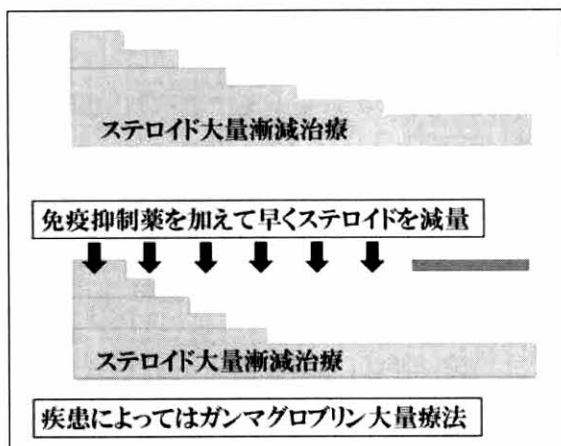 ステロイド大量漸減治療
免疫抑制薬を加えて早くステロイドを減量
ステロイド大量漸減治療
疾患によってはガンマグロブリン大量療法